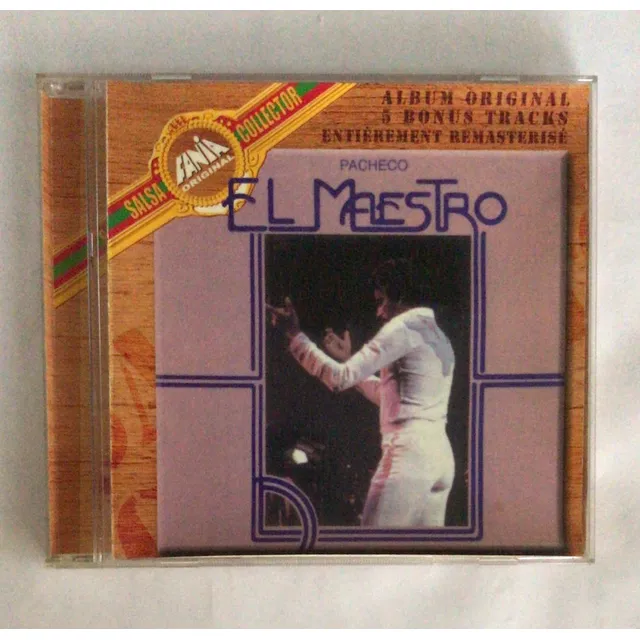 ALBUM ORIGINAL
5 BONUS TRACKS
ENTIÈREMENT REMASTERISÉ
SALSA COLLECTOR
FANIA
ORIGINAL
PACHECO
EL MAESTRO